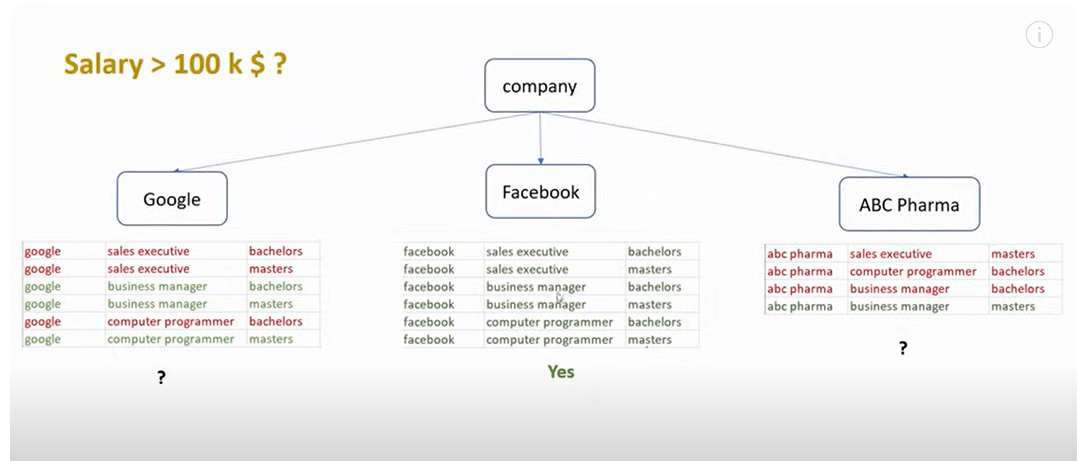 Salary > 100 k $ ?
company
Google
Facebook
ABC Pharma
google sales executive bachelors
google sales executive masters
google business manager bachelors
google business manager masters
google computer programmer bachelors
google computer programmer masters
?
facebook sales executive bachelors
facebook sales executive masters
facebook business manager bachelors
facebook business manager masters
facebook computer programmer bachelors
facebook computer programmer masters
Yes
abc pharma sales executive masters
abc pharma computer programmer bachelors
abc pharma business manager bachelors
abc pharma business manager masters
?